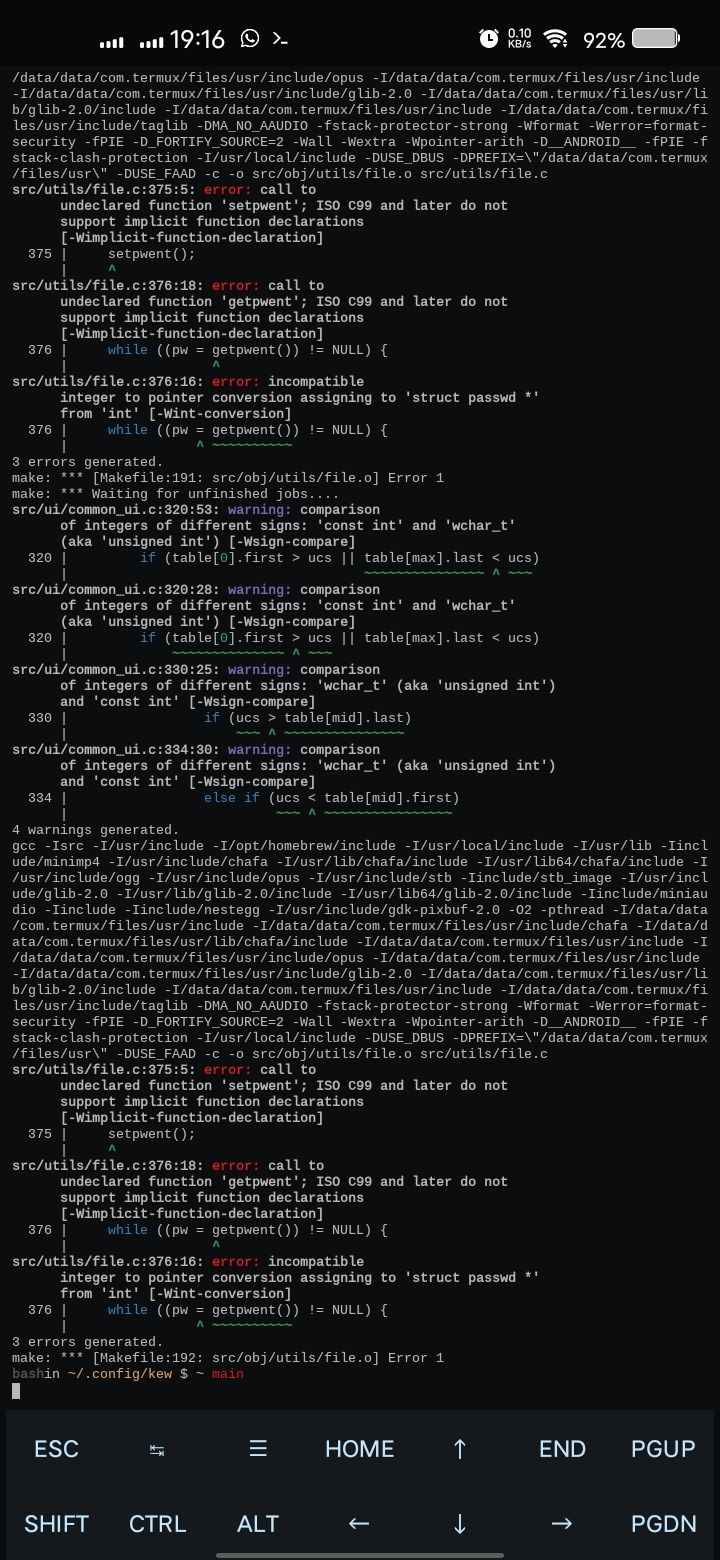 19:16
0.10 KB/s
92%
/data/data/com.termux/files/usr/include/opus -I/data/data/com.termux/files/usr/include
-I/data/data/com.termux/files/usr/include/glib-2.0 -I/data/data/com.termux/files/usr/li
b/glib-2.0/include -I/data/data/com.termux/files/usr/include -I/data/data/com.termux/fi
les/usr/include/taglib -DMA_NO_AAUDIO -fstack-protector-strong -Wformat -Werror=format-
security -fPIE -D_FORTIFY_SOURCE=2 -Wall -Wextra -Wpointer-arith -D__ANDROID__ -fPIE -f
stack-clash-protection -I/usr/local/include -DUSE_DBUS -DPREFIX=\"/data/data/com.termux
/files/usr\" -DUSE_FAAD -c -o src/obj/utils/file.o src/utils/file.c
src/utils/file.c:375:5: error: call to
      undeclared function 'setpwent'; ISO C99 and later do not
      support implicit function declarations
      [-Wimplicit-function-declaration]
  375 |     setpwent();
      |     ^
src/utils/file.c:376:18: error: call to
      undeclared function 'getpwent'; ISO C99 and later do not
      support implicit function declarations
      [-Wimplicit-function-declaration]
  376 |     while ((pw = getpwent()) != NULL) {
      |                  ^
src/utils/file.c:376:16: error: incompatible
      integer to pointer conversion assigning to 'struct passwd *'
      from 'int' [-Wint-conversion]
  376 |     while ((pw = getpwent()) != NULL) {
      |                ^ ~~~~~~~~~~
3 errors generated.
make: *** [Makefile:191: src/obj/utils/file.o] Error 1
make: *** Waiting for unfinished jobs....
src/ui/common_ui.c:320:53: warning: comparison
      of integers of different signs: 'const int' and 'wchar_t'
      (aka 'unsigned int') [-Wsign-compare]
  320 |         if (table[0].first > ucs || table[max].last < ucs)
      |                                     ~~~~~~~~~~~~~~~ ^ ~~~
src/ui/common_ui.c:320:28: warning: comparison
      of integers of different signs: 'const int' and 'wchar_t'
      (aka 'unsigned int') [-Wsign-compare]
  320 |         if (table[0].first > ucs || table[max].last < ucs)
      |             ~~~~~~~~~~~~~~ ^ ~~~
src/ui/common_ui.c:330:25: warning: comparison
      of integers of different signs: 'wchar_t' (aka 'unsigned int')
      and 'const int' [-Wsign-compare]
  330 |                 if (ucs > table[mid].last)
      |                     ~~~ ^ ~~~~~~~~~~~~~~~
src/ui/common_ui.c:334:30: warning: comparison
      of integers of different signs: 'wchar_t' (aka 'unsigned int')
      and 'const int' [-Wsign-compare]
  334 |                 else if (ucs < table[mid].first)
      |                          ~~~ ^ ~~~~~~~~~~~~~~~~
4 warnings generated.
gcc -Isrc -I/usr/include -I/opt/homebrew/include -I/usr/local/include -I/usr/lib -Iincl
ude/minimp4 -I/usr/include/chafa -I/usr/lib/chafa/include -I/usr/lib64/chafa/include -I
/usr/include/ogg -I/usr/include/opus -I/usr/include/stb -Iinclude/stb_image -I/usr/incl
ude/glib-2.0 -I/usr/lib/glib-2.0/include -I/usr/lib64/glib-2.0/include -Iinclude/miniau
dio -Iinclude -Iinclude/nestegg -I/usr/include/gdk-pixbuf-2.0 -O2 -pthread -I/data/data
/com.termux/files/usr/include -I/data/data/com.termux/files/usr/include/chafa -I/data/d
ata/com.termux/files/usr/lib/chafa/include -I/data/data/com.termux/files/usr/include -I
/data/data/com.termux/files/usr/include/opus -I/data/data/com.termux/files/usr/include
-I/data/data/com.termux/files/usr/include/glib-2.0 -I/data/data/com.termux/files/usr/li
b/glib-2.0/include -I/data/data/com.termux/files/usr/include -I/data/data/com.termux/fi
les/usr/include/taglib -DMA_NO_AAUDIO -fstack-protector-strong -Wformat -Werror=format-
security -fPIE -D_FORTIFY_SOURCE=2 -Wall -Wextra -Wpointer-arith -D__ANDROID__ -fPIE -f
stack-clash-protection -I/usr/local/include -DUSE_DBUS -DPREFIX=\"/data/data/com.termux
/files/usr\" -DUSE_FAAD -c -o src/obj/utils/file.o src/utils/file.c
src/utils/file.c:375:5: error: call to
      undeclared function 'setpwent'; ISO C99 and later do not
      support implicit function declarations
      [-Wimplicit-function-declaration]
  375 |     setpwent();
      |     ^
src/utils/file.c:376:18: error: call to
      undeclared function 'getpwent'; ISO C99 and later do not
      support implicit function declarations
      [-Wimplicit-function-declaration]
  376 |     while ((pw = getpwent()) != NULL) {
      |                  ^
src/utils/file.c:376:16: error: incompatible
      integer to pointer conversion assigning to 'struct passwd *'
      from 'int' [-Wint-conversion]
  376 |     while ((pw = getpwent()) != NULL) {
      |                ^ ~~~~~~~~~~
3 errors generated.
make: *** [Makefile:192: src/obj/utils/file.o] Error 1
bashin ~/.config/kew $ ~ main
ESC ⇆ ☰ HOME ↑ END PGUP
SHIFT CTRL ALT ← ↓ → PGDN